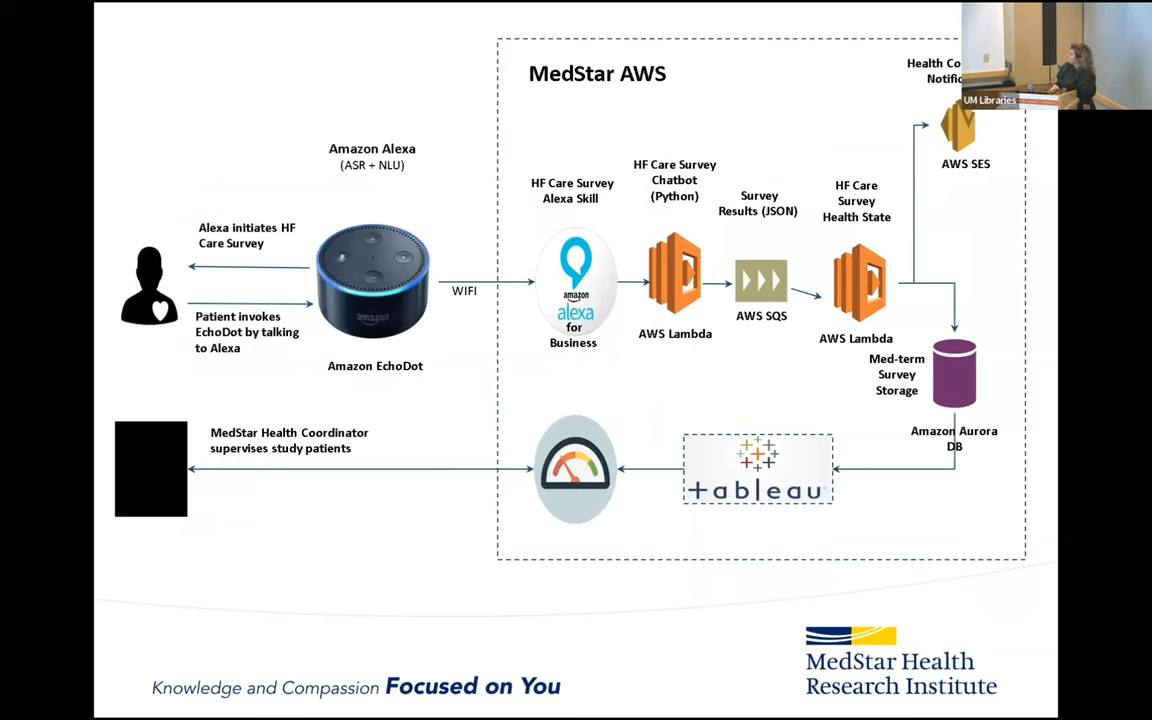 MedStar AWS
Health Co
Notifi
UM Libraries
AWS SES
Amazon Alexa
(ASR + NLU)
HF Care Survey
Alexa Skill
HF Care Survey
Chatbot
(Python)
Survey
Results (JSON)
HF Care
Survey
Health State
Alexa initiates HF
Care Survey
Patient invokes
EchoDot by talking
to Alexa
amazon
Amazon EchoDot
WIFI
amazon
alexa
for
Business
AWS Lambda
AWS SQS
AWS Lambda
Med-term
Survey
Storage
Amazon Aurora
DB
MedStar Health Coordinator
supervises study patients
+ableau
Knowledge and Compassion Focused on You
MedStar Health
Research Institute